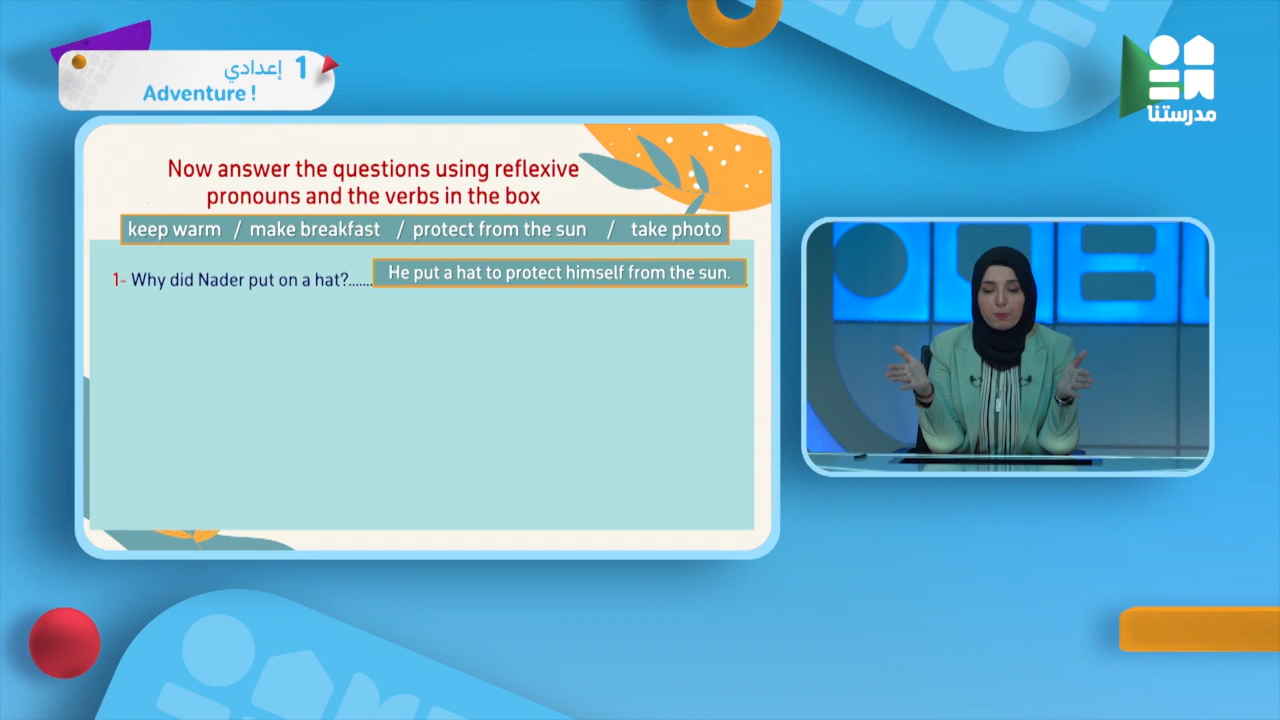 1 إعدادي
Adventure !
مدرستنا
Now answer the questions using reflexive
pronouns and the verbs in the box
keep warm / make breakfast / protect from the sun / take photo
1- Why did Nader put on a hat?....... He put a hat to protect himself from the sun. .